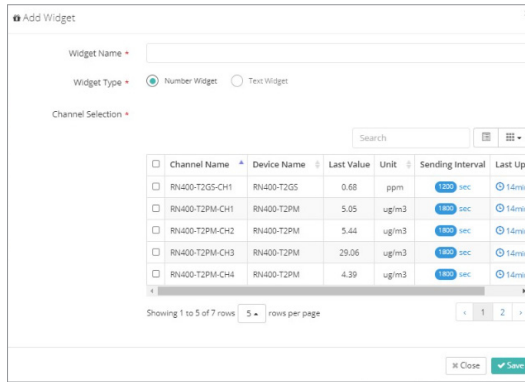 Add Widget
Widget Name *
Widget Type * Number Widget Text Widget
Channel Selection *
Search
Channel Name Device Name Last Value Unit Sending Interval Last Up
RN400-T2GS-CH1 RN400-T2GS 0.68 ppm 1200 sec 14mi
RN400-T2PM-CH1 RN400-T2PM 5.05 ug/m3 1800 sec 14mi
RN400-T2PM-CH2 RN400-T2PM 5.44 ug/m3 1800 sec 14mi
RN400-T2PM-CH3 RN400-T2PM 29.06 ug/m3 1800 sec 14mi
RN400-T2PM-CH4 RN400-T2PM 4.39 ug/m3 1800 sec 14mi
Showing 1 to 5 of 7 rows 5 rows per page ‹ 1 2 ›
Close Save